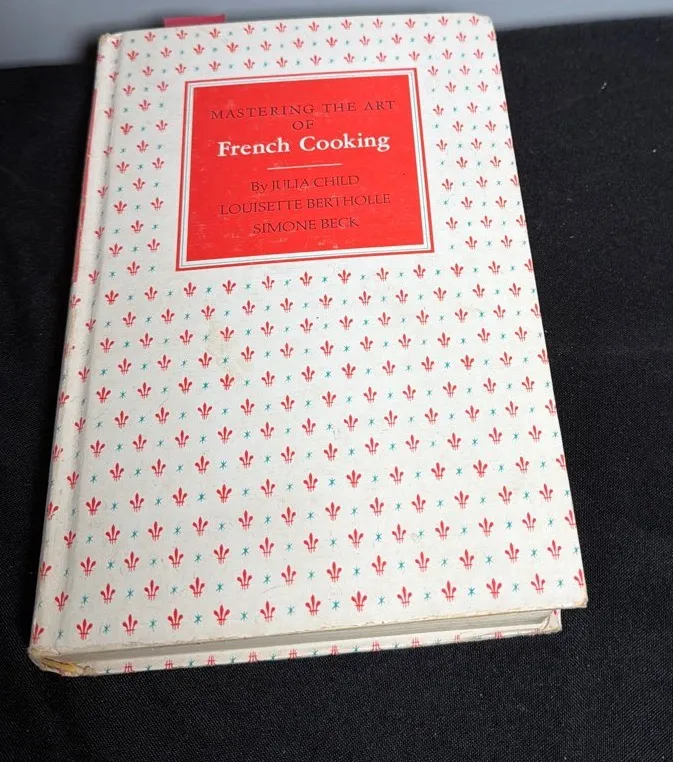 MASTERING THE ART
OF
French Cooking
By JULIA CHILD
LOUISETTE BERTHOLLE
SIMONE BECK